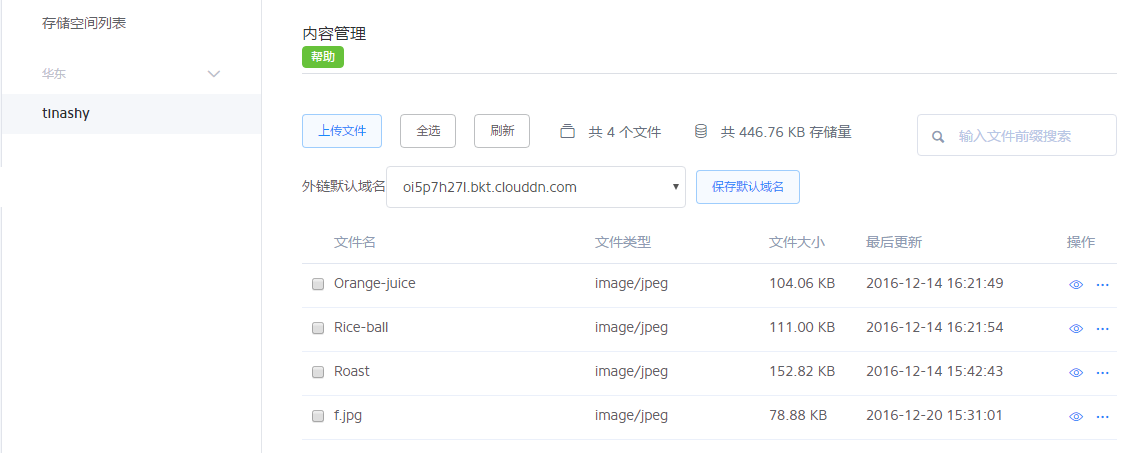 存储空间列表
华东
tinashy
内容管理
帮助
上传文件 全选 刷新 共 4 个文件 共 446.76 KB 存储量 输入文件前缀搜索
外链默认域名 oi5p7h27l.bkt.clouddn.com 保存默认域名
文件名 文件类型 文件大小 最后更新 操作
Orange-juice image/jpeg 104.06 KB 2016-12-14 16:21:49
Rice-ball image/jpeg 111.00 KB 2016-12-14 16:21:54
Roast image/jpeg 152.82 KB 2016-12-14 15:42:43
f.jpg image/jpeg 78.88 KB 2016-12-20 15:31:01